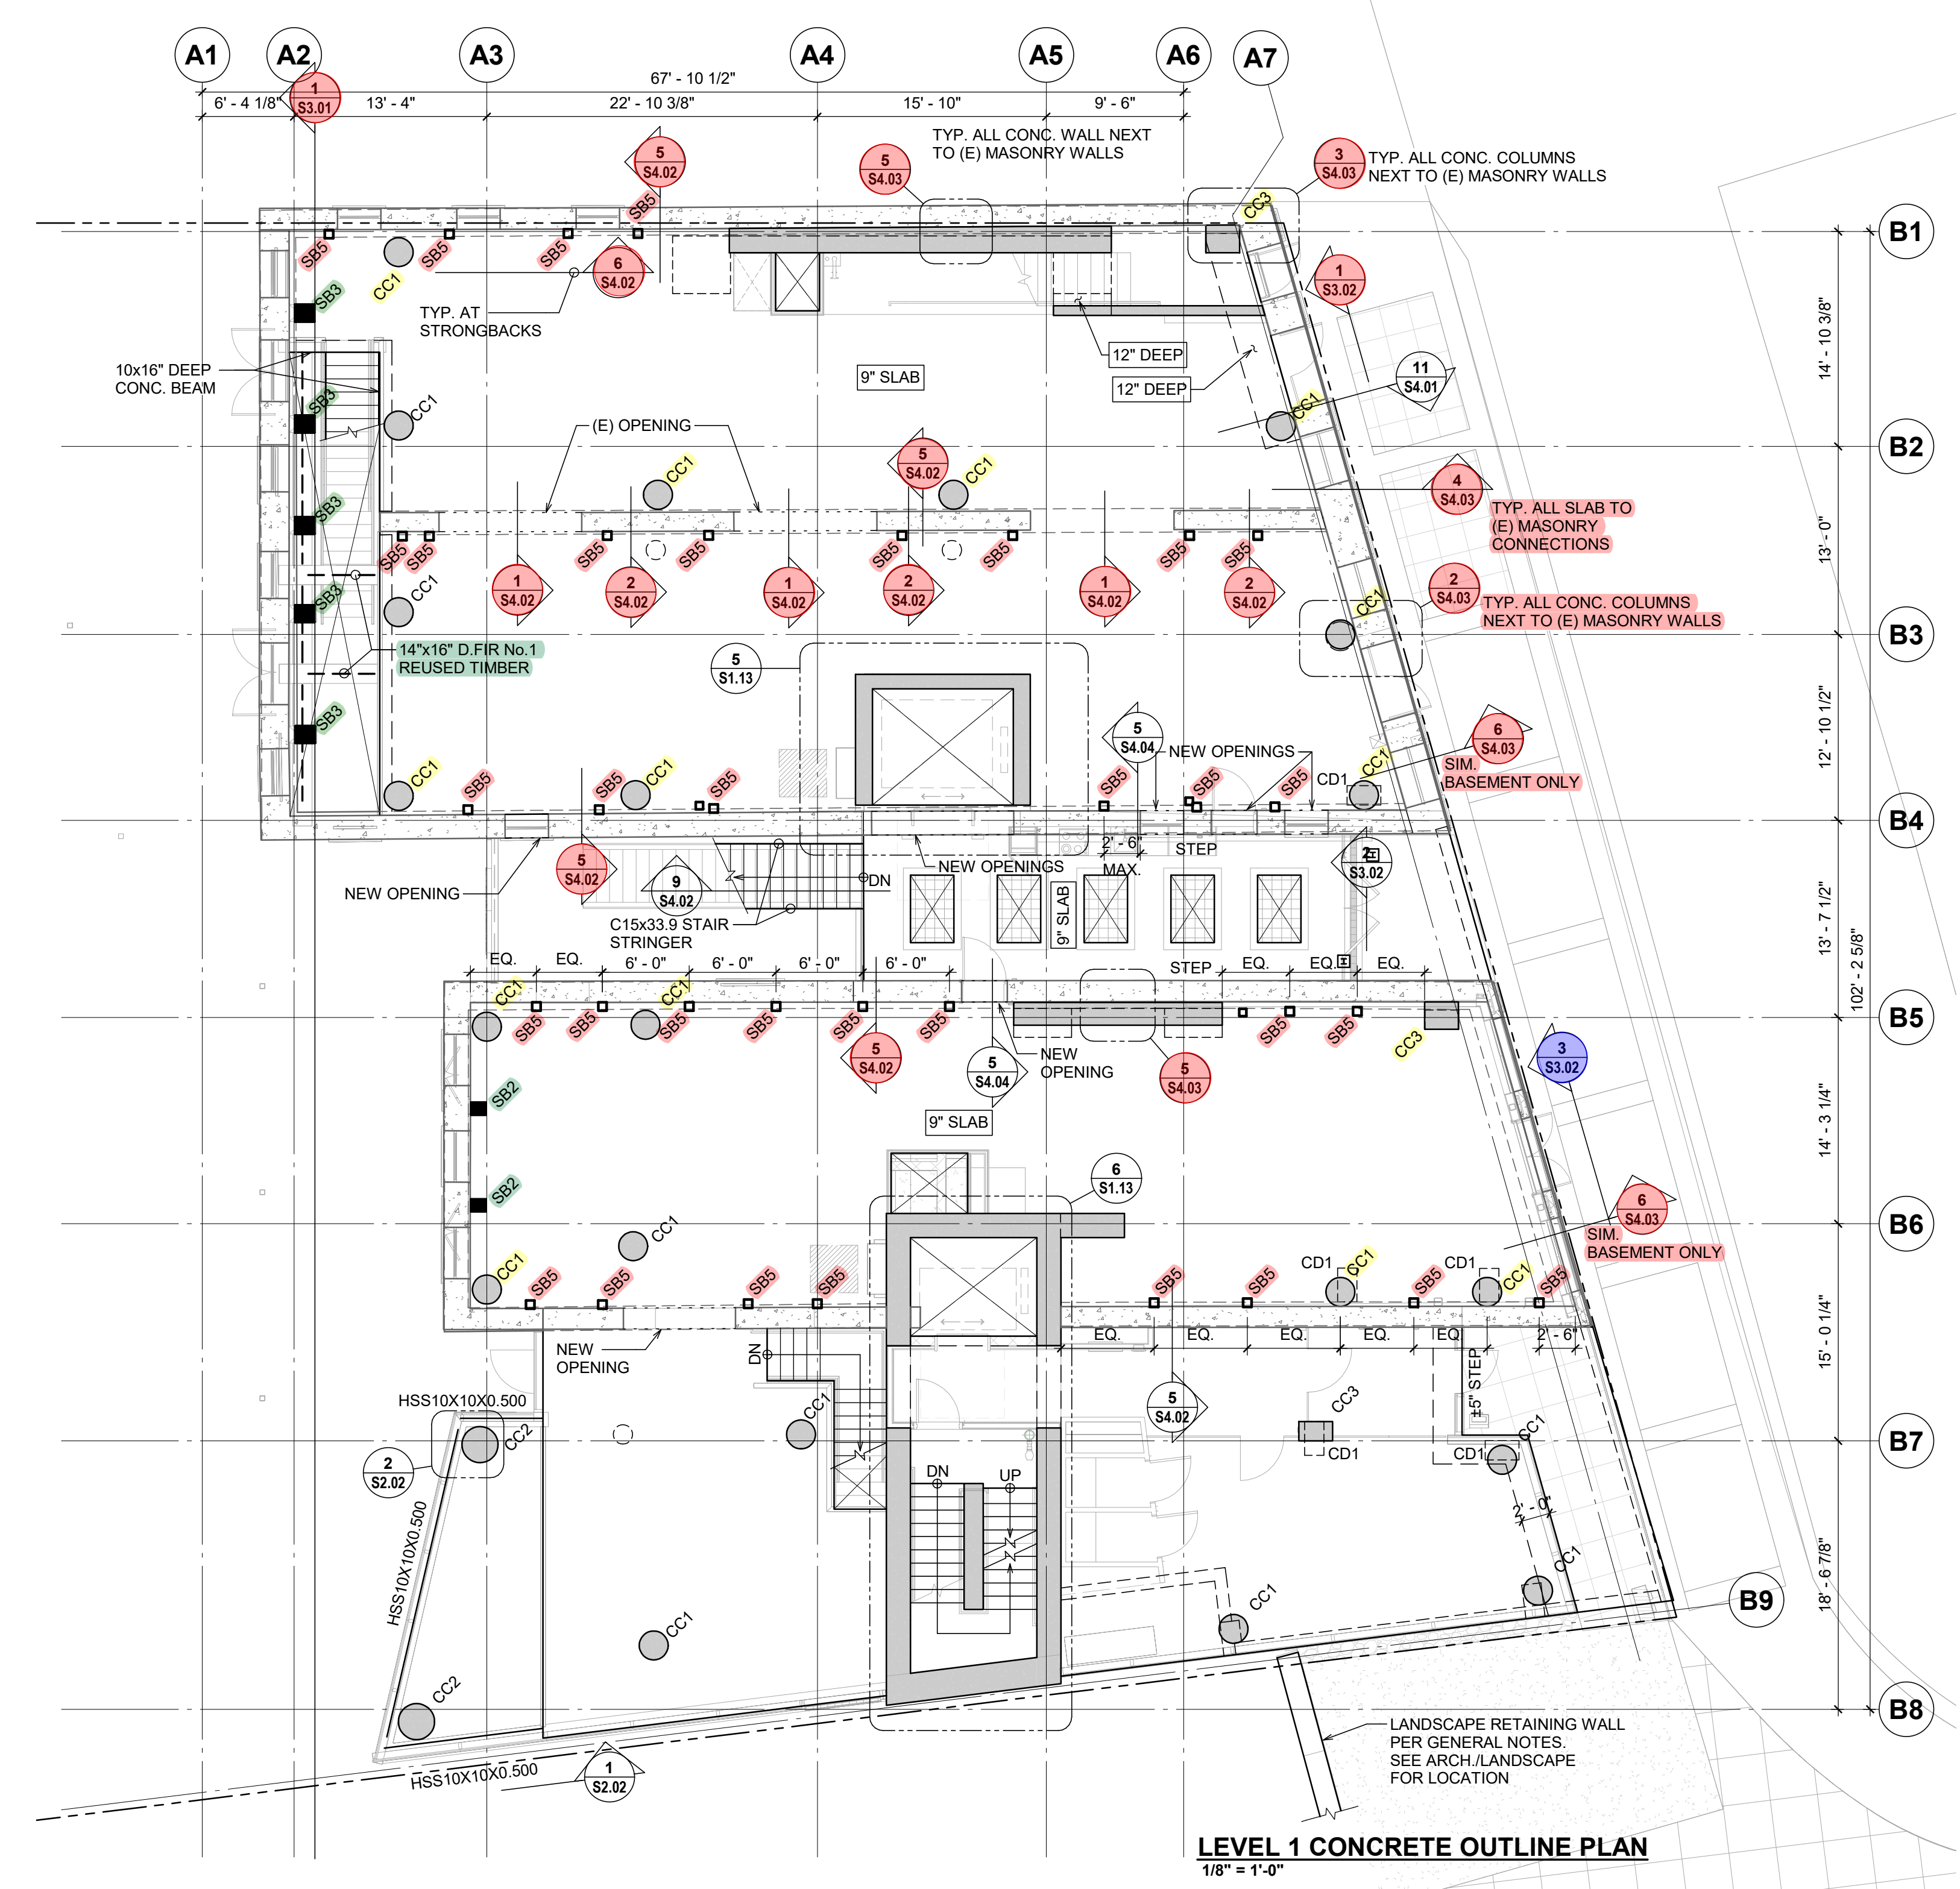 A1
A2
A3
A4
A5
A6
A7
67' - 10 1/2"
6' - 4 1/8"
13' - 4"
22' - 10 3/8"
15' - 10"
9' - 6"
1
S3.01
5
S4.02
TYP. ALL CONC. WALL NEXT
TO (E) MASONRY WALLS
5
S4.03
3
S4.03
TYP. ALL CONC. COLUMNS
NEXT TO (E) MASONRY WALLS
SB5
CC3
B1
SB5
SB5
SB5
CC1
6
S4.02
1
S3.02
SB3
TYP. AT
STRONGBACKS
14' - 10 3/8"
10x16" DEEP
CONC. BEAM
12" DEEP
12" DEEP
9" SLAB
11
S4.01
SB3
CC1
CC1
(E) OPENING
B2
CC1
5
S4.02
CC1
4
S4.03
TYP. ALL SLAB TO
(E) MASONRY
CONNECTIONS
SB3
13' - 0"
SB5
SB5
SB5
SB5
SB5
SB5
SB5
SB5
1
S4.02
2
S4.02
1
S4.02
2
S4.02
1
S4.02
2
S4.02
2
S4.03
TYP. ALL CONC. COLUMNS
NEXT TO (E) MASONRY WALLS
SB3
CC1
CC1
B3
14"x16" D.FIR No.1
REUSED TIMBER
5
S1.13
SB3
12' - 10 1/2"
5
S4.04
NEW OPENINGS
6
S4.03
SIM.
BASEMENT ONLY
CC1
SB5
SB5
CC1
SB5
SB5
SB5
SB5
CD1
CC1
B4
2' - 6"
MAX.
STEP
5
S4.02
9
S4.02
DN
NEW OPENINGS
S3.02
NEW OPENING
C15x33.9 STAIR
STRINGER
9" SLAB
13' - 7 1/2"
102' - 2 5/8"
EQ.
EQ.
6' - 0"
6' - 0"
6' - 0"
6' - 0"
STEP
EQ.
EQ.
EQ.
CC1
CC1
SB5
SB5
SB5
SB5
SB5
SB5
SB5
SB5
CC3
B5
5
S4.02
5
S4.04
NEW
OPENING
5
S4.03
3
S3.02
SB2
9" SLAB
14' - 3 1/4"
SB2
6
S1.13
6
S4.03
SIM.
BASEMENT ONLY
B6
CC1
CC1
SB5
SB5
SB5
SB5
SB5
SB5
CD1
CC1
SB5
CD1
CC1
SB5
EQ.
EQ.
EQ.
EQ.
EQ.
2' - 6"
NEW
OPENING
DN
15' - 0 1/4"
±5" STEP
HSS10X10X0.500
CC2
CC1
5
S4.02
CC3
CC1
CD1
CD1
B7
2
S2.02
DN
UP
2' - 0"
HSS10X10X0.500
CC1
18' - 6 7/8"
CC1
CC1
B9
CC2
B8
LANDSCAPE RETAINING WALL
PER GENERAL NOTES.
SEE ARCH./LANDSCAPE
FOR LOCATION
HSS10X10X0.500
1
S2.02
LEVEL 1 CONCRETE OUTLINE PLAN
1/8" = 1'-0"